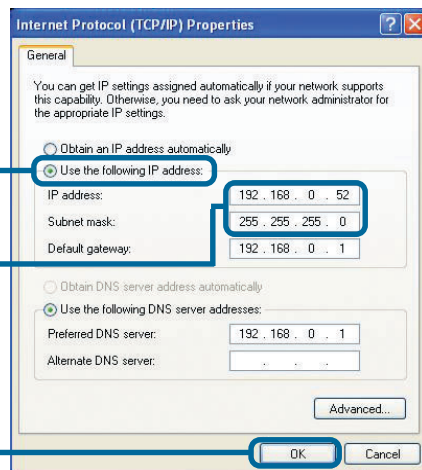 Internet Protocol (TCP/IP) Properties
General
You can get IP settings assigned automatically if your network supports
this capability. Otherwise, you need to ask your network administrator for
the appropriate IP settings.
Obtain an IP address automatically
Use the following IP address:
IP address: 192 . 168 . 0 . 52
Subnet mask: 255 . 255 . 255 . 0
Default gateway: 192 . 168 . 0 . 1
Obtain DNS server address automatically
Use the following DNS server addresses:
Preferred DNS server: 192 . 168 . 0 . 1
Alternate DNS server: . . .
Advanced...
OK Cancel